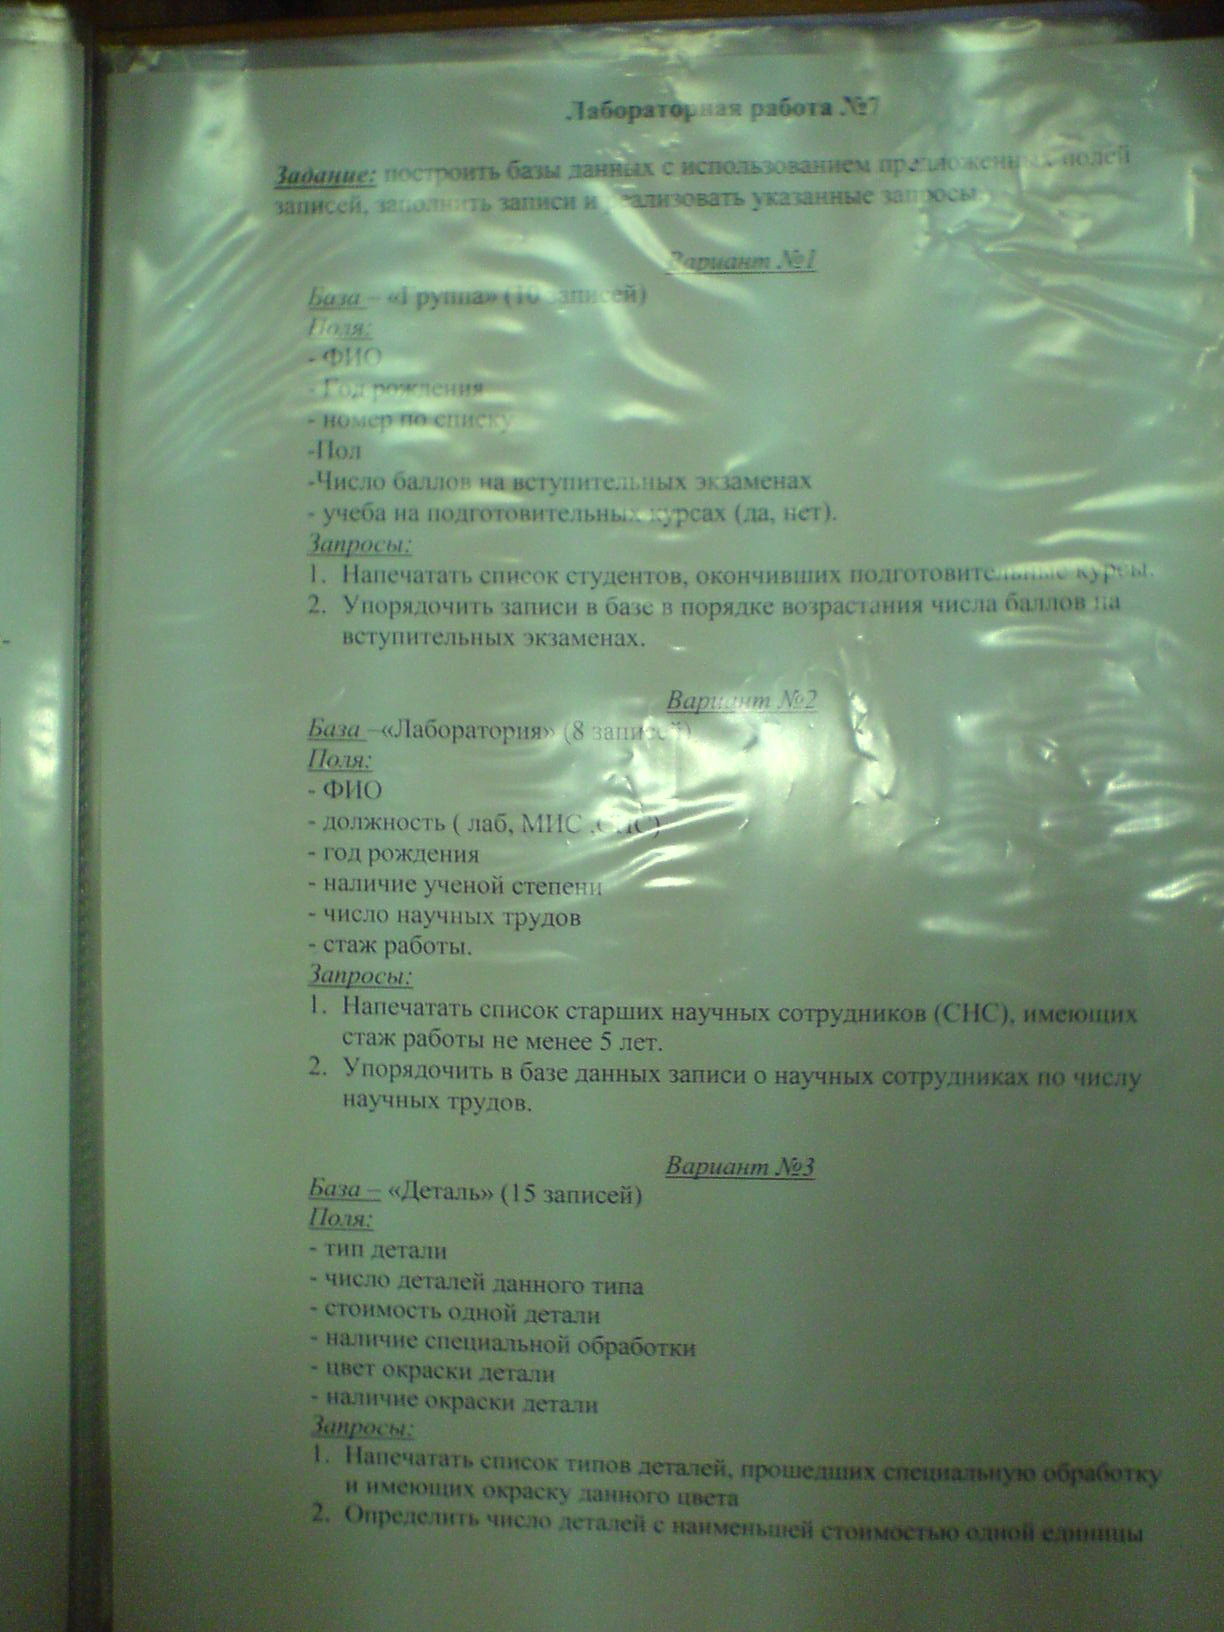 Лабораторная работа №7
Задание: построить базы данных с использованием предложенных полей
записей, заполнить записи и реализовать указанные запросы.
Вариант №1
База – «Группа» (10 записей)
Поля:
- ФИО
- Год рождения
- номер по списку
-Пол
-Число баллов на вступительных экзаменах
- учеба на подготовительных курсах (да, нет).
Запросы:
1. Напечатать список студентов, окончивших подготовительные курсы.
2. Упорядочить записи в базе в порядке возрастания числа баллов на
вступительных экзаменах.
Вариант №2
База –«Лаборатория» (8 записей)
Поля:
- ФИО
- должность ( лаб, МНС ,СНС)
- год рождения
- наличие ученой степени
- число научных трудов
- стаж работы.
Запросы:
1. Напечатать список старших научных сотрудников (СНС), имеющих
стаж работы не менее 5 лет.
2. Упорядочить в базе данных записи о научных сотрудниках по числу
научных трудов.
Вариант №3
База – «Деталь» (15 записей)
Поля:
- тип детали
- число деталей данного типа
- стоимость одной детали
- наличие специальной обработки
- цвет окраски детали
- наличие окраски детали
Запросы:
1. Напечатать список типов деталей, прошедших специальную обработку
и имеющих окраску данного цвета
2. Определить число деталей с наименьшей стоимостью одной единицы